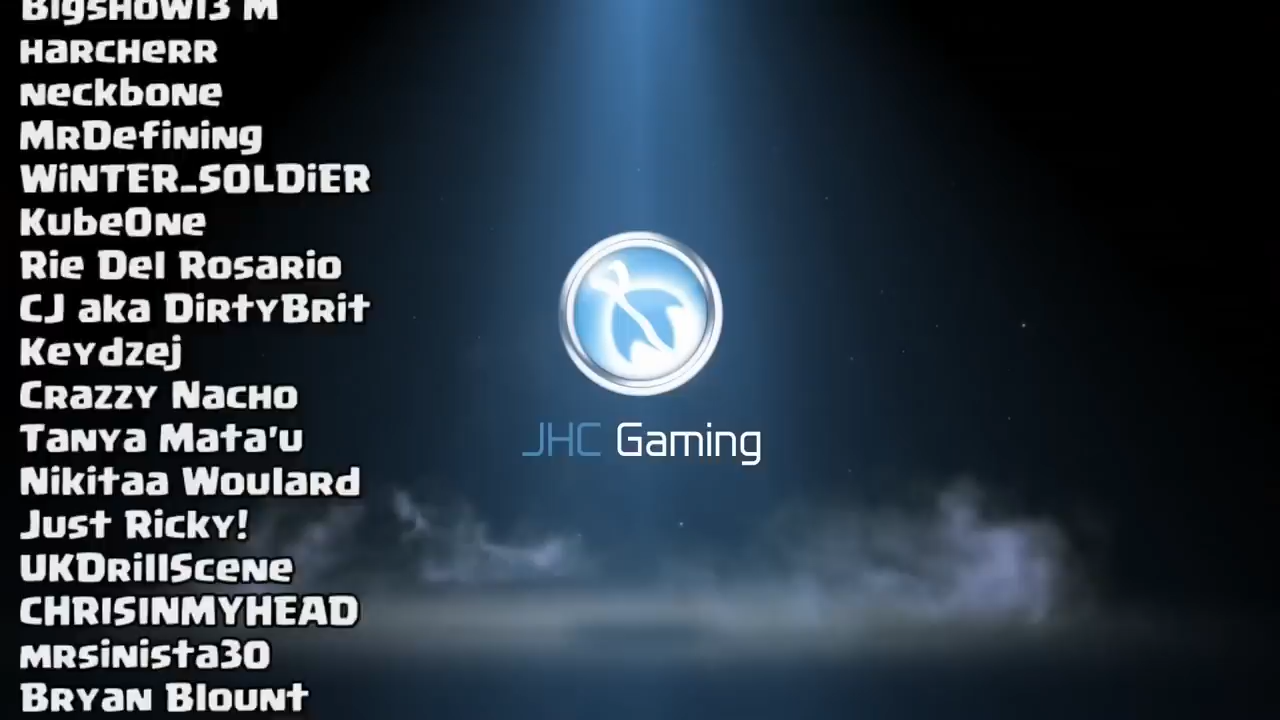 Bigshow13 M
Harcherr
Neckbone
MrDefining
WiNTER_SOLDiER
KubeOne
Rie Del Rosario
CJ aka DirtyBrit
Keydzej
Crazzy Nacho
Tanya Mata'u
Nikitaa Woulard
Just Ricky!
UKDrillScene
CHRISINMYHEAD
mrsinista30
Bryan Blount
JHC Gaming